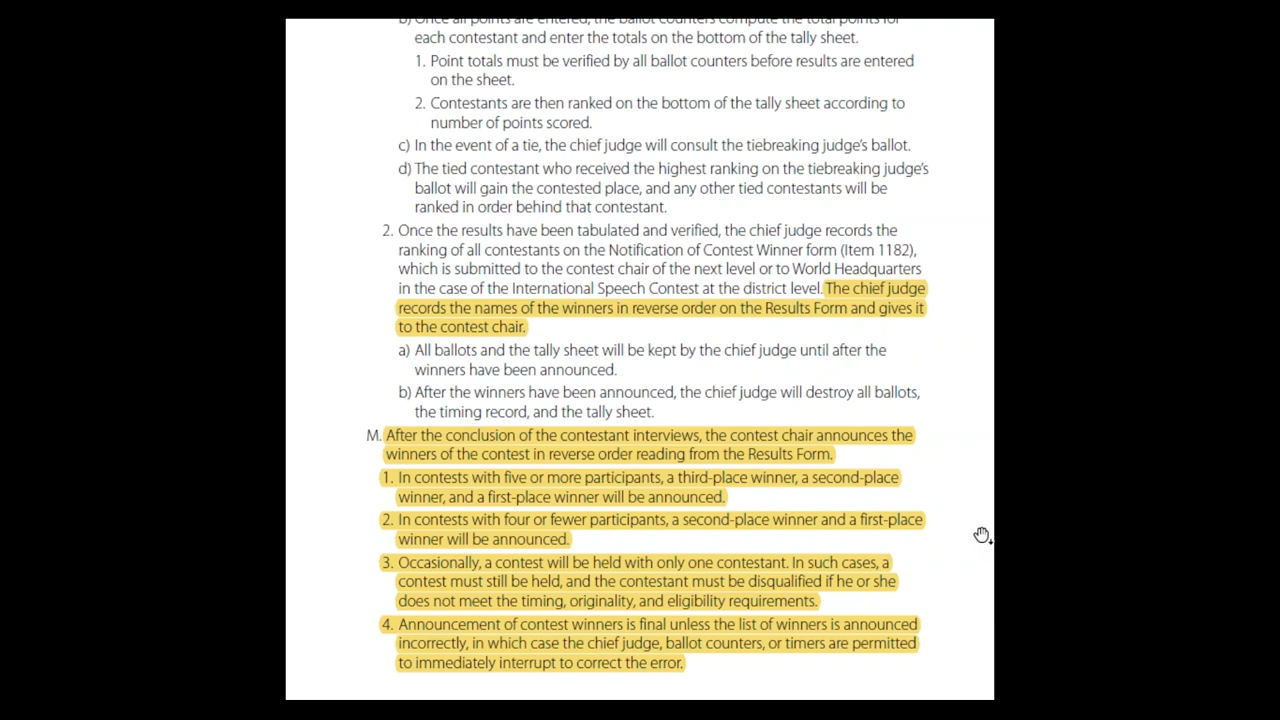 b) Once all points are entered, the ballot counters compute the total points for
each contestant and enter the totals on the bottom of the tally sheet.
1. Point totals must be verified by all ballot counters before results are entered
on the sheet.
2. Contestants are then ranked on the bottom of the tally sheet according to
number of points scored.
c) In the event of a tie, the chief judge will consult the tiebreaking judge's ballot.
d) The tied contestant who received the highest ranking on the tiebreaking judge's
ballot will gain the contested place, and any other tied contestants will be
ranked in order behind that contestant.
2. Once the results have been tabulated and verified, the chief judge records the
ranking of all contestants on the Notification of Contest Winner form (Item 1182),
which is submitted to the contest chair of the next level or to World Headquarters
in the case of the International Speech Contest at the district level. The chief judge
records the names of the winners in reverse order on the Results Form and gives it
to the contest chair.
a) All ballots and the tally sheet will be kept by the chief judge until after the
winners have been announced.
b) After the winners have been announced, the chief judge will destroy all ballots,
the timing record, and the tally sheet.
M. After the conclusion of the contestant interviews, the contest chair announces the
winners of the contest in reverse order reading from the Results Form.
1. In contests with five or more participants, a third-place winner, a second-place
winner, and a first-place winner will be announced.
2. In contests with four or fewer participants, a second-place winner and a first-place
winner will be announced.
3. Occasionally, a contest will be held with only one contestant. In such cases, a
contest must still be held, and the contestant must be disqualified if he or she
does not meet the timing, originality, and eligibility requirements.
4. Announcement of contest winners is final unless the list of winners is announced
incorrectly, in which case the chief judge, ballot counters, or timers are permitted
to immediately interrupt to correct the error.